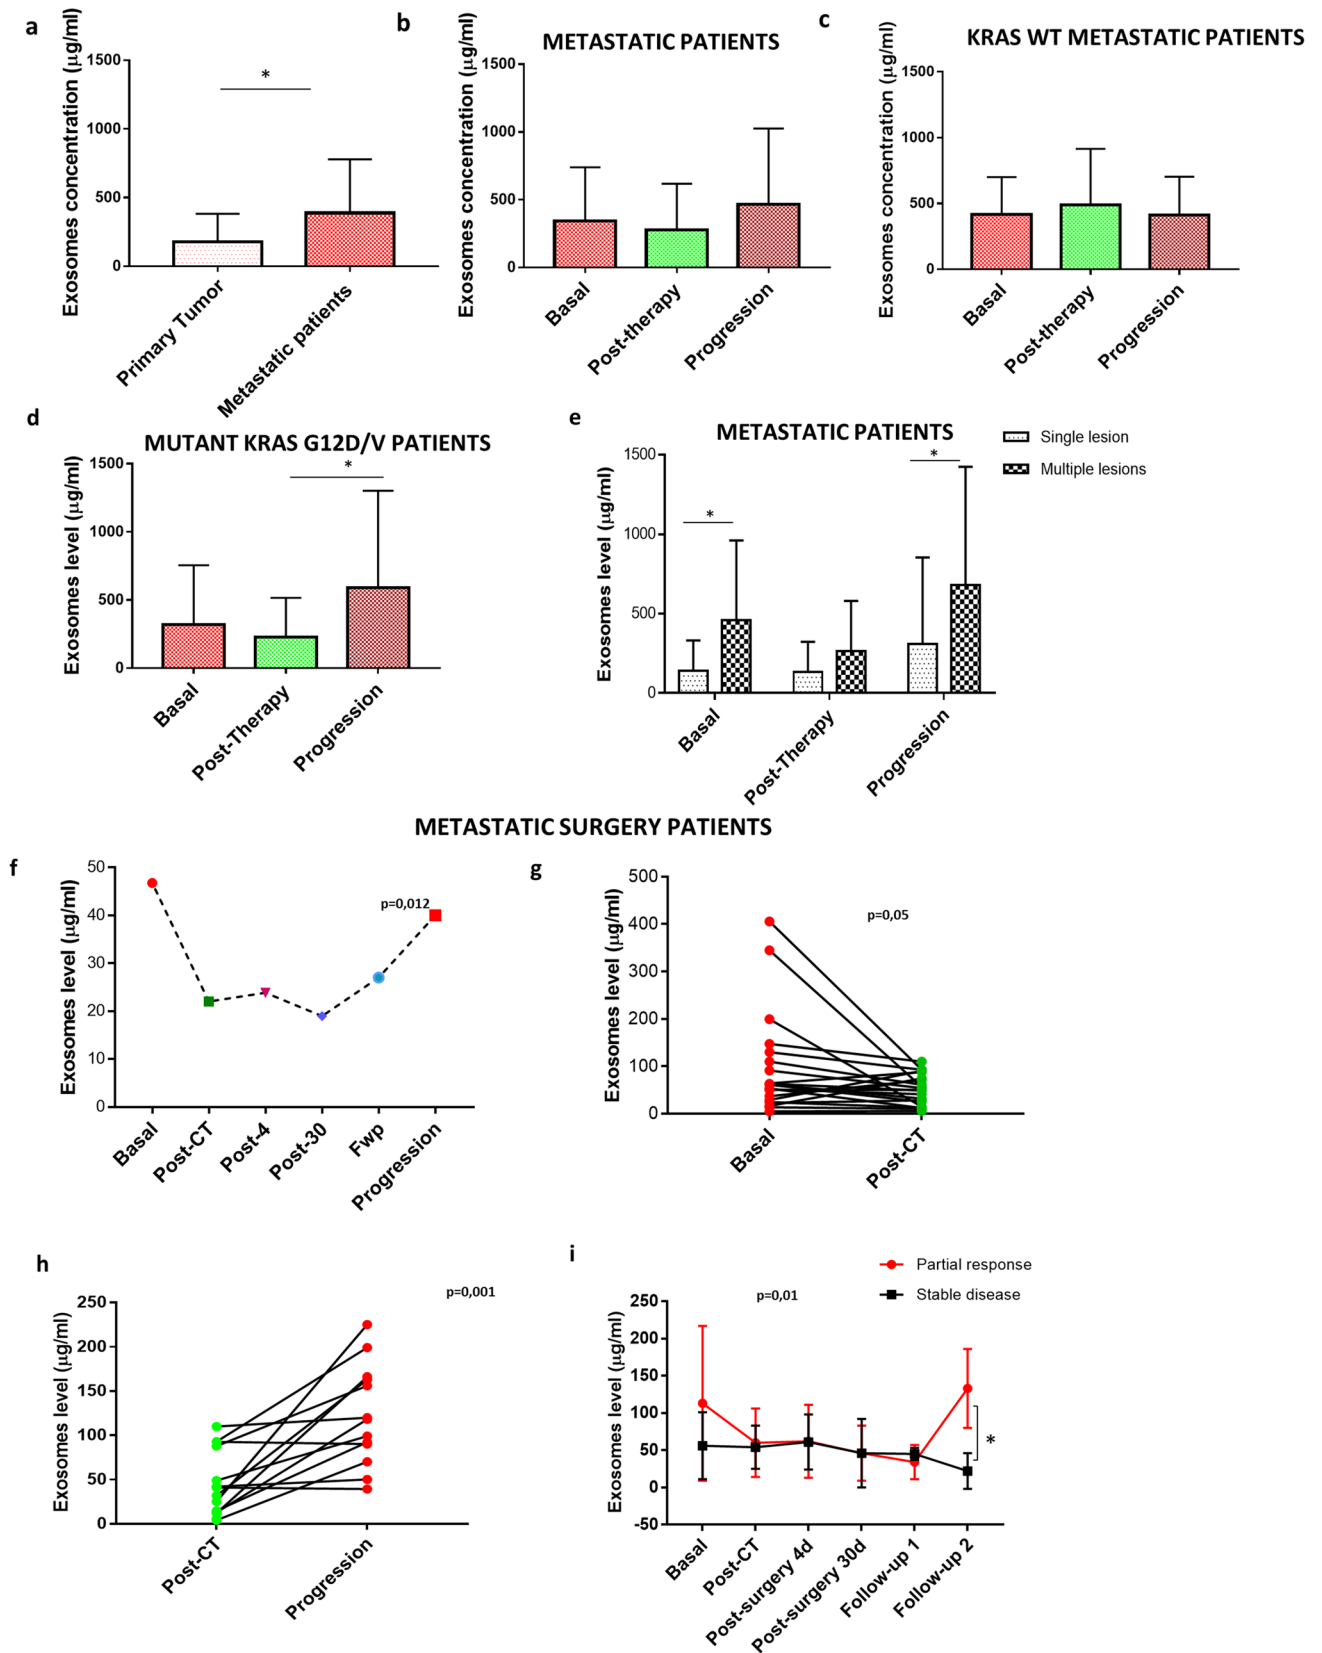 a
Exosomes concentration (µg/ml)
1500
1000
500
0
*
Primary Tumor
Metastatic patients
b
METASTATIC PATIENTS
Exosomes concentration (µg/ml)
1500
1000
500
0
Basal
Post-therapy
Progression
c
KRAS WT METASTATIC PATIENTS
Exosomes concentration (µg/ml)
1500
1000
500
0
Basal
Post-therapy
Progression
d
MUTANT KRAS G12D/V PATIENTS
Exosomes level (µg/ml)
1500
1000
500
0
*
Basal
Post-Therapy
Progression
e
METASTATIC PATIENTS
Single lesion
Multiple lesions
Exosomes level (µg/ml)
1500
1000
500
0
*
*
Basal
Post-Therapy
Progression
METASTATIC SURGERY PATIENTS
f
Exosomes level (µg/ml)
50
40
30
20
10
0
p=0,012
Basal
Post-CT
Post-4
Post-30
Fwp
Progression
g
Exosomes level (µg/ml)
500
400
300
200
100
0
p=0,05
Basal
Post-CT
h
Exosomes level (µg/ml)
250
200
150
100
50
0
p=0,001
Post-CT
Progression
i
Partial response
Stable disease
Exosomes level (µg/ml)
250
200
150
100
50
0
-50
p=0,01
*
Basal
Post-CT
Post-surgery 4d
Post-surgery 30d
Follow-up 1
Follow-up 2